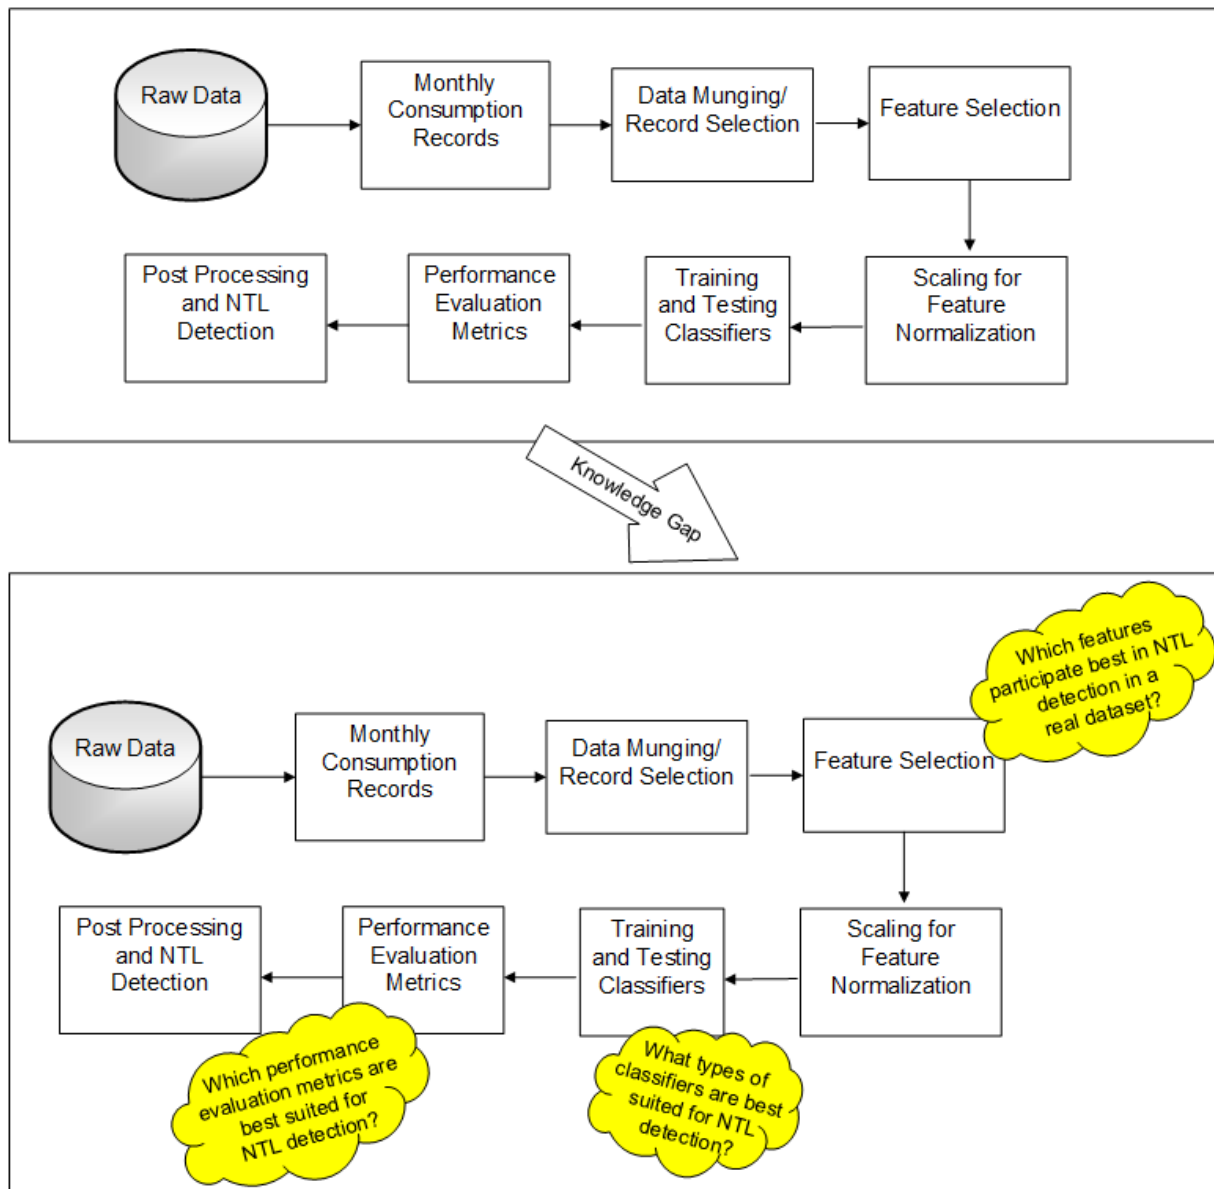 Raw Data
Monthly
Consumption
Records
Data Munging/
Record Selection
Feature Selection
Post Processing
and NTL
Detection
Performance
Evaluation
Metrics
Training
and Testing
Classifiers
Scaling for
Feature
Normalization
Knowledge Gap
Which features
participate best in NTL
detection in a
real dataset?
Raw Data
Monthly
Consumption
Records
Data Munging/
Record Selection
Feature Selection
Post Processing
and NTL
Detection
Performance
Evaluation
Metrics
Training
and Testing
Classifiers
Scaling for
Feature
Normalization
Which performance
evaluation metrics are
best suited for
NTL detection?
What types of
classifiers are best
suited for NTL
detection?